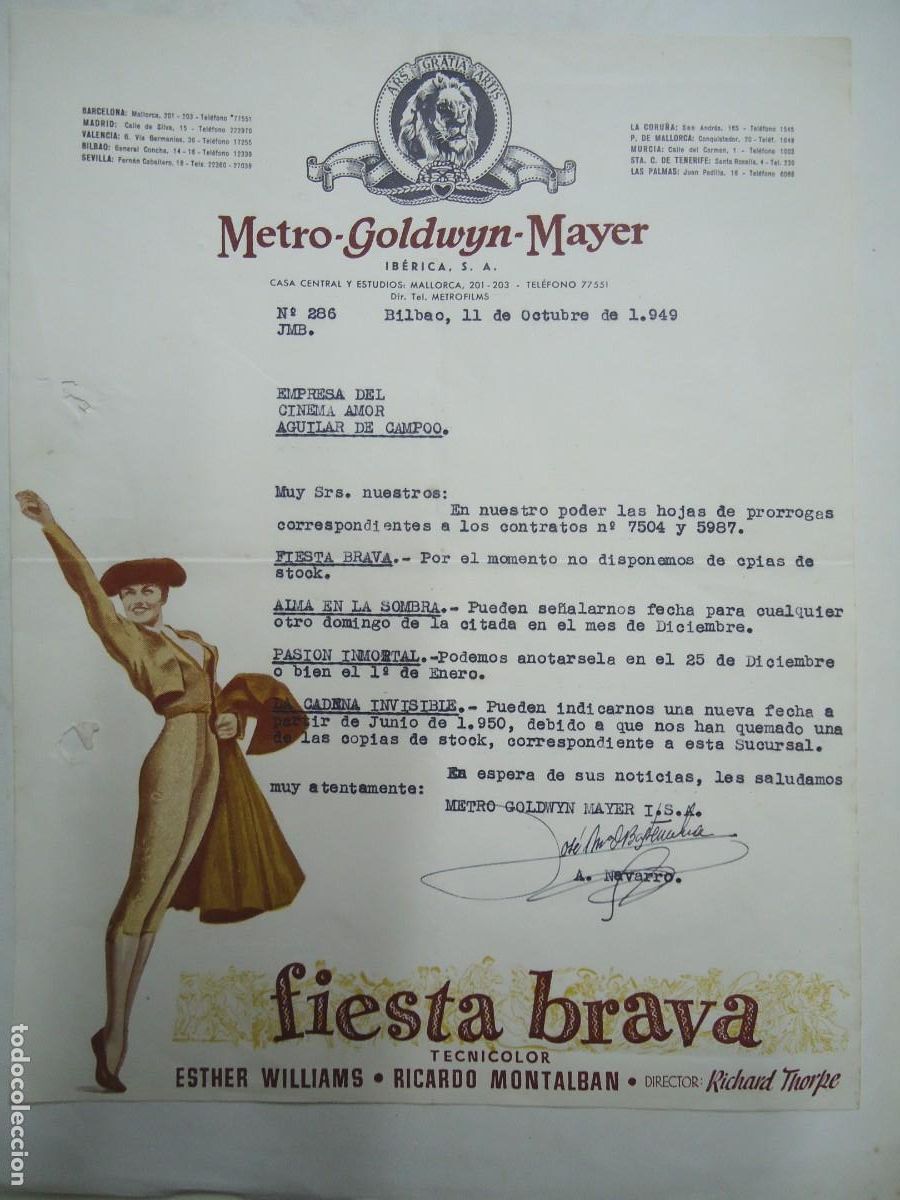 ARS GRATIA ARTIS
BARCELONA: Mallorca, 201 - 203 - Teléfono 77551
MADRID: Calle de Silva, 15 - Teléfono 222970
VALENCIA: 6. Vía Germanías, 36 - Teléfono 17255
BILBAO: General Concha, 14 - 16 - Teléfono 12399
SEVILLA: Fernán Caballero, 18 - Tels. 22360 - 27039
LA CORUÑA: San Andrés, 165 - Teléfono 1545
P. DE MALLORCA: Conquistador, 20 - Teléf. 1649
MURCIA: Calle del Carmen, 1 - Teléfono 1003
STA. C. DE TENERIFE: Santa Rosalía, 4 - Tel. 230
LAS PALMAS: Juan Padilla, 16 - Teléfono 6068
Metro-Goldwyn-Mayer
IBÉRICA, S. A.
CASA CENTRAL Y ESTUDIOS: MALLORCA, 201-203 - TELÉFONO 77551
Dir. Tel. METROFILMS
Nº 286 Bilbao, 11 de Octubre de 1.949
JMB.
EMPRESA DEL
CINEMA AMOR
AGUILAR DE CAMPOO.
Muy Srs. nuestros:
En nuestro poder las hojas de prorrogas
correspondientes a los contratos nº 7504 y 5987.
FIESTA BRAVA.- Por el momento no disponemos de cpias de
stock.
ALMA EN LA SOMBRA.- Pueden señalarnos fecha para cualquier
otro domingo de la citada en el mes de Diciembre.
PASION INMORTAL.-Podemos anotarsela en el 25 de Diciembre
o bien el 1º de Enero.
LA CADENA INVISIBLE.- Pueden indicarnos una nueva fecha a
partir de Junio de 1.950, debido a que nos han quemado una
de las copias de stock, correspondiente a esta Sucursal.
En espera de sus noticias, les saludamos
muy atentamente:
METRO GOLDWYN MAYER I.S.A.
José Mª
A. Navarro.
fiesta brava
TECNICOLOR
ESTHER WILLIAMS • RICARDO MONTALBAN • DIRECTOR: Richard Thorpe
todocoleccion